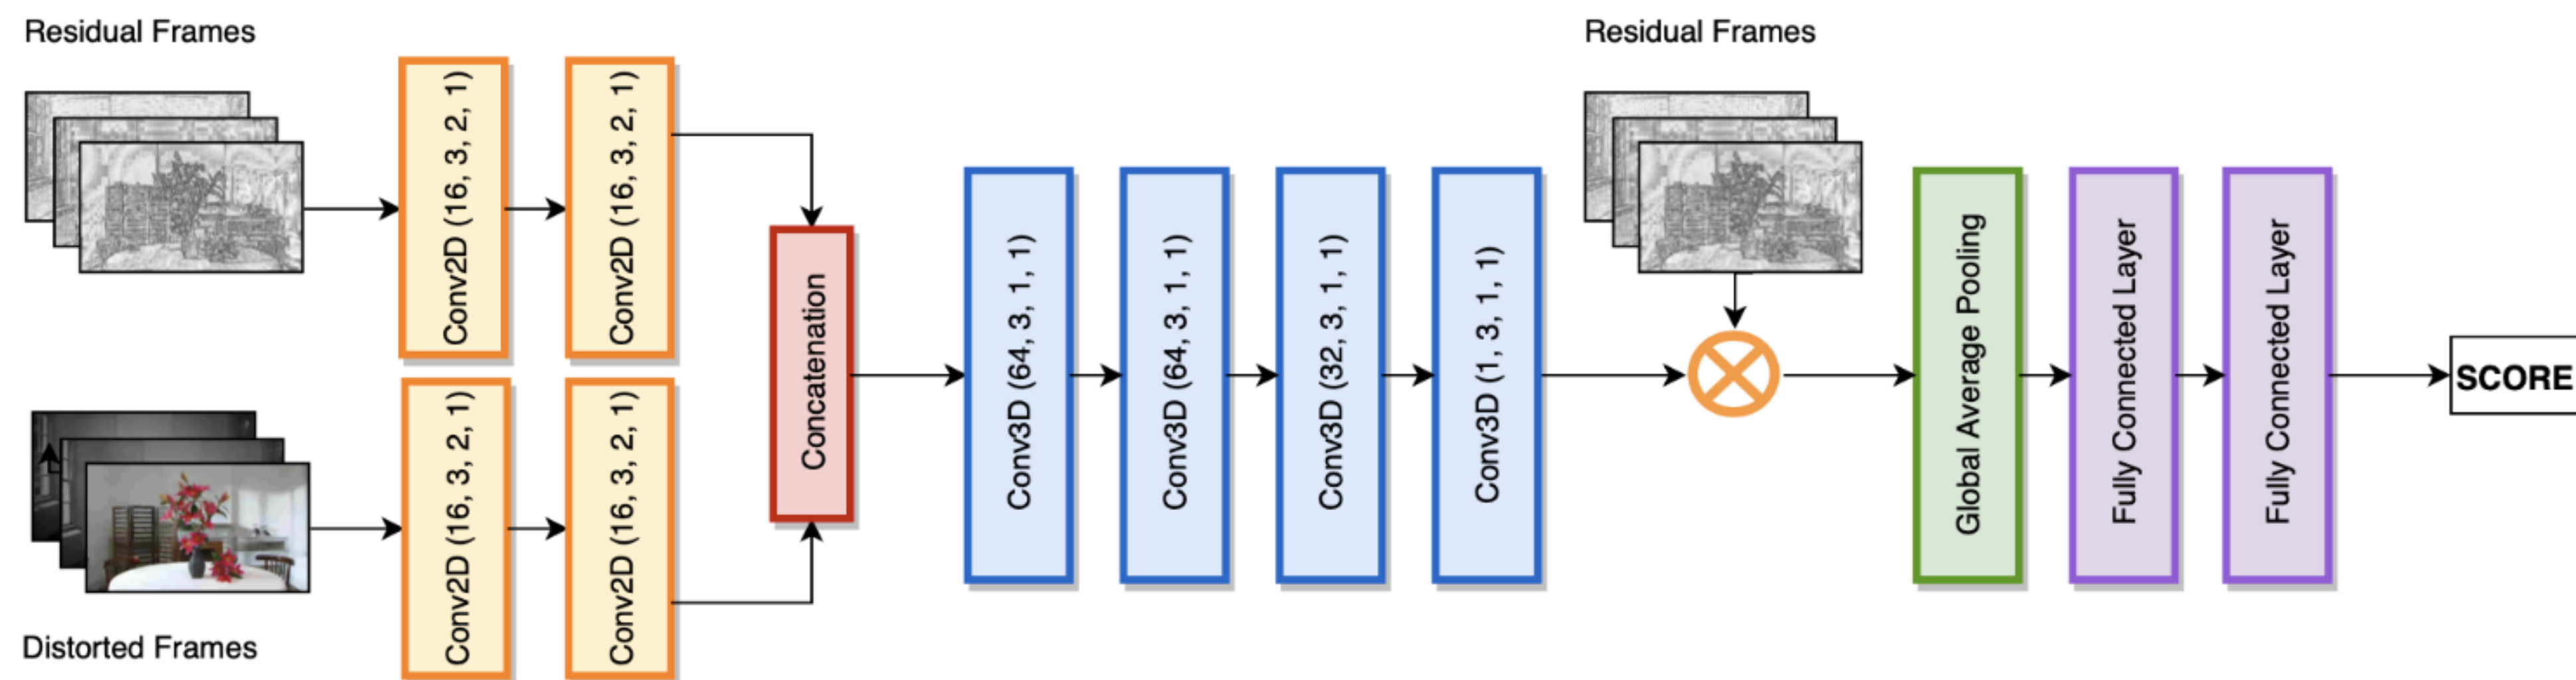 Residual Frames
Conv2D (16, 3, 2, 1)
Conv2D (16, 3, 2, 1)
Distorted Frames
Conv2D (16, 3, 2, 1)
Conv2D (16, 3, 2, 1)
Concatenation
Conv3D (64, 3, 1, 1)
Conv3D (64, 3, 1, 1)
Conv3D (32, 3, 1, 1)
Conv3D (1, 3, 1, 1)
Residual Frames
Global Average Pooling
Fully Connected Layer
Fully Connected Layer
SCORE